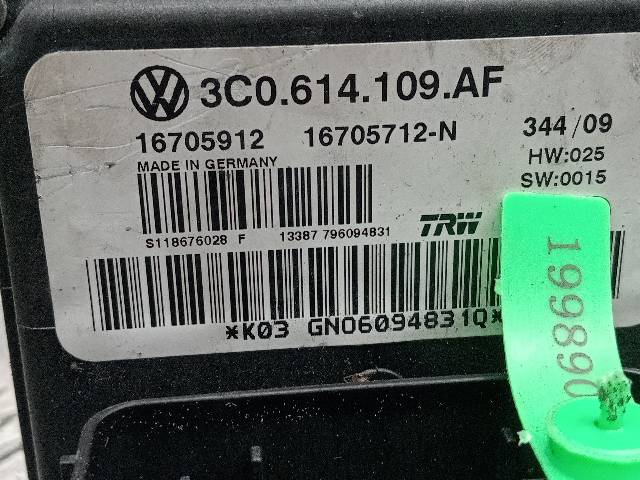 3C0.614.109.AF
16705912 16705712-N 344/09
MADE IN GERMANY HW:025
SW:0015
S118676028 F 13387 796094831 TRW
*K03 GN06094831Q*
199890